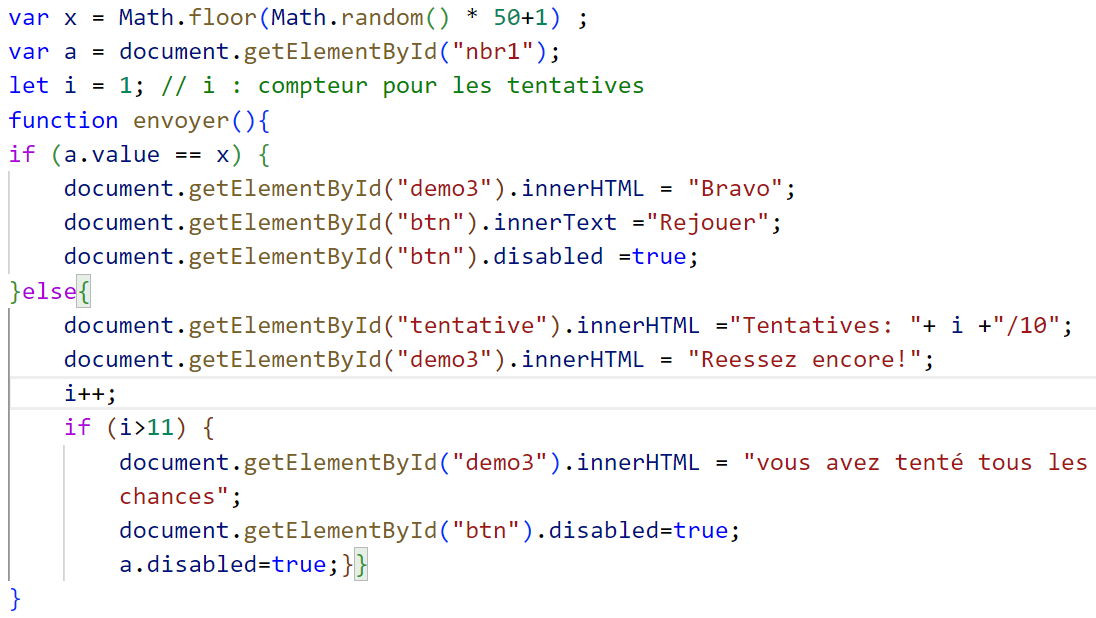 var x = Math.floor(Math.random() * 50+1) ;
var a = document.getElementById("nbr1");
let i = 1; // i : compteur pour les tentatives
function envoyer(){
if (a.value == x) {
    document.getElementById("demo3").innerHTML = "Bravo";
    document.getElementById("btn").innerText ="Rejouer";
    document.getElementById("btn").disabled =true;
}else{
    document.getElementById("tentative").innerHTML ="Tentatives: "+ i +"/10";
    document.getElementById("demo3").innerHTML = "Reessez encore!";
    i++;
    if (i>11) {
        document.getElementById("demo3").innerHTML = "vous avez tenté tous les
        chances";
        document.getElementById("btn").disabled=true;
        a.disabled=true;}}
}